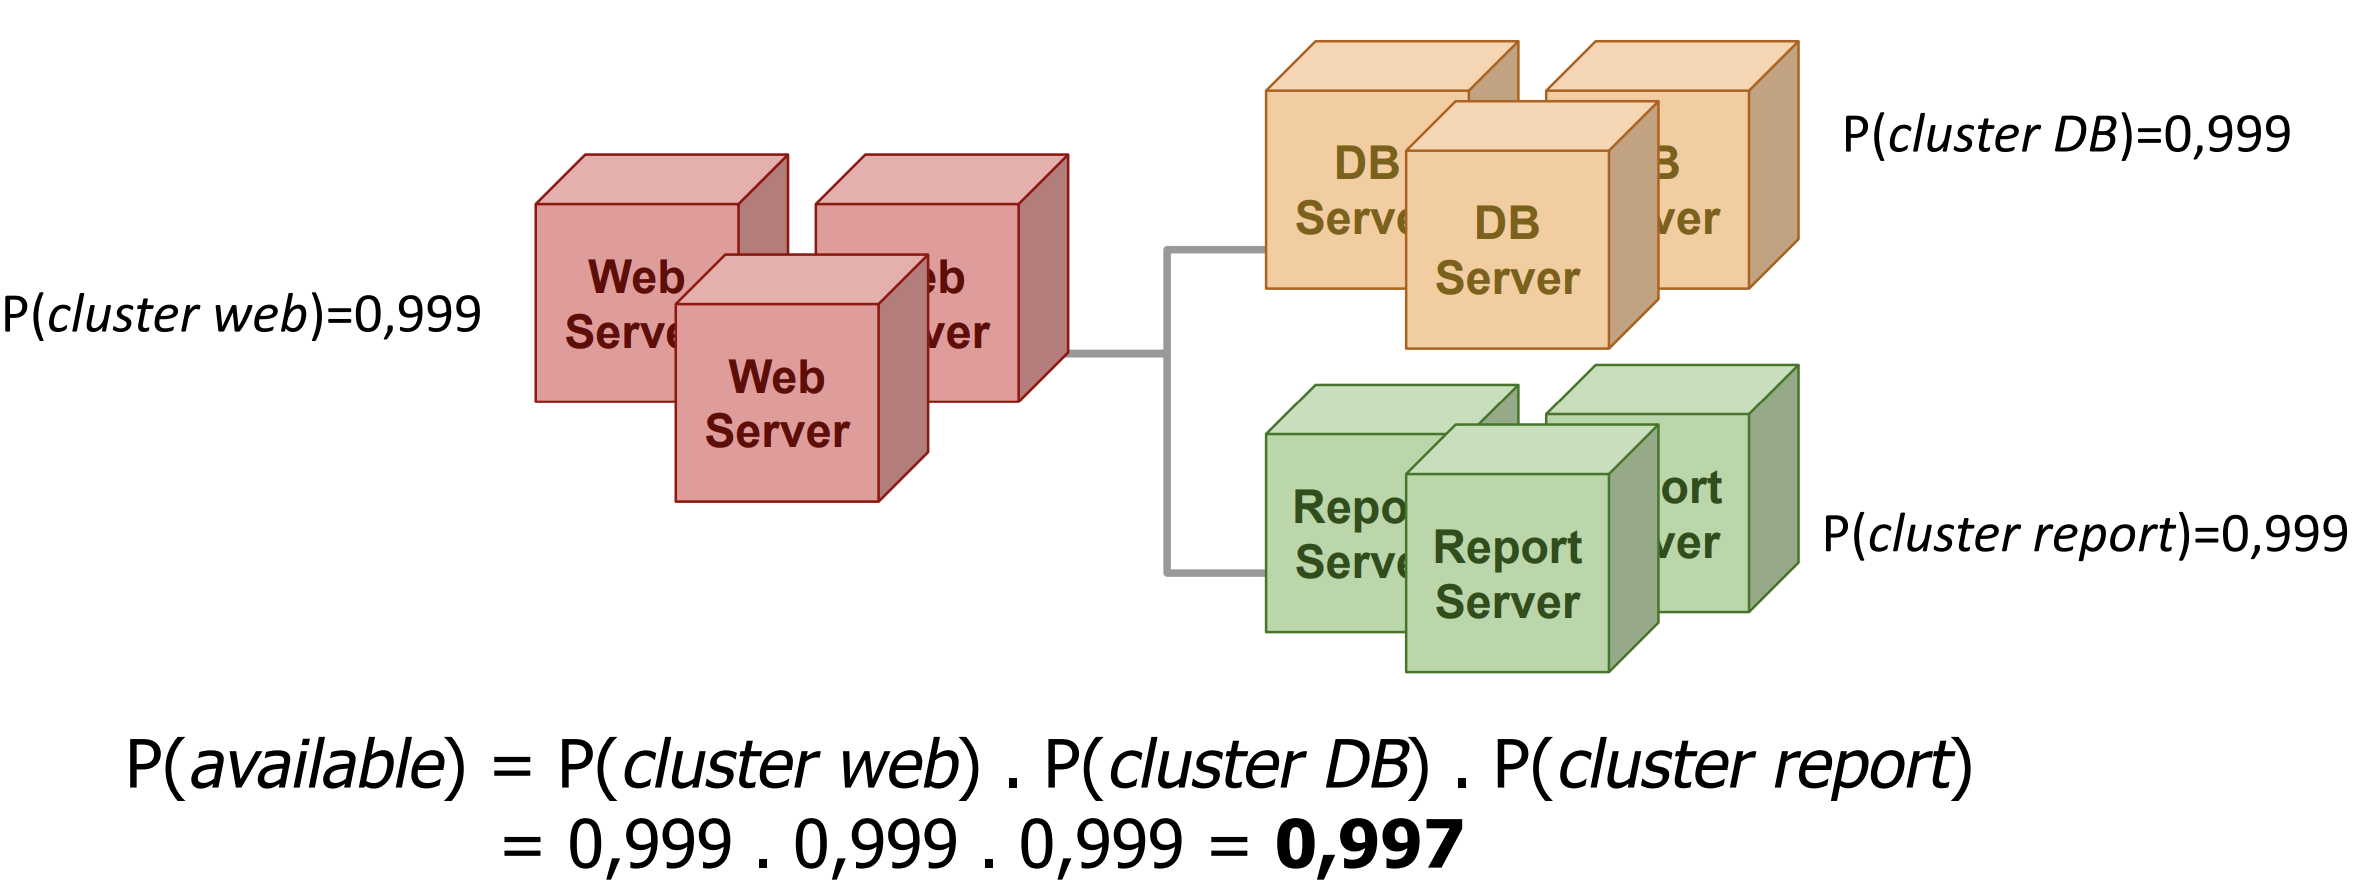 P(cluster DB)=0,999
DB
Serve
B
ver
DB
Server
Web
Serve
eb
ver
Web
Server
P(cluster web)=0,999
Repo
Serve
ort
ver
Report
Server
P(cluster report)=0,999
P(available) = P(cluster web) . P(cluster DB) . P(cluster report)
= 0,999 . 0,999 . 0,999 = 0,997